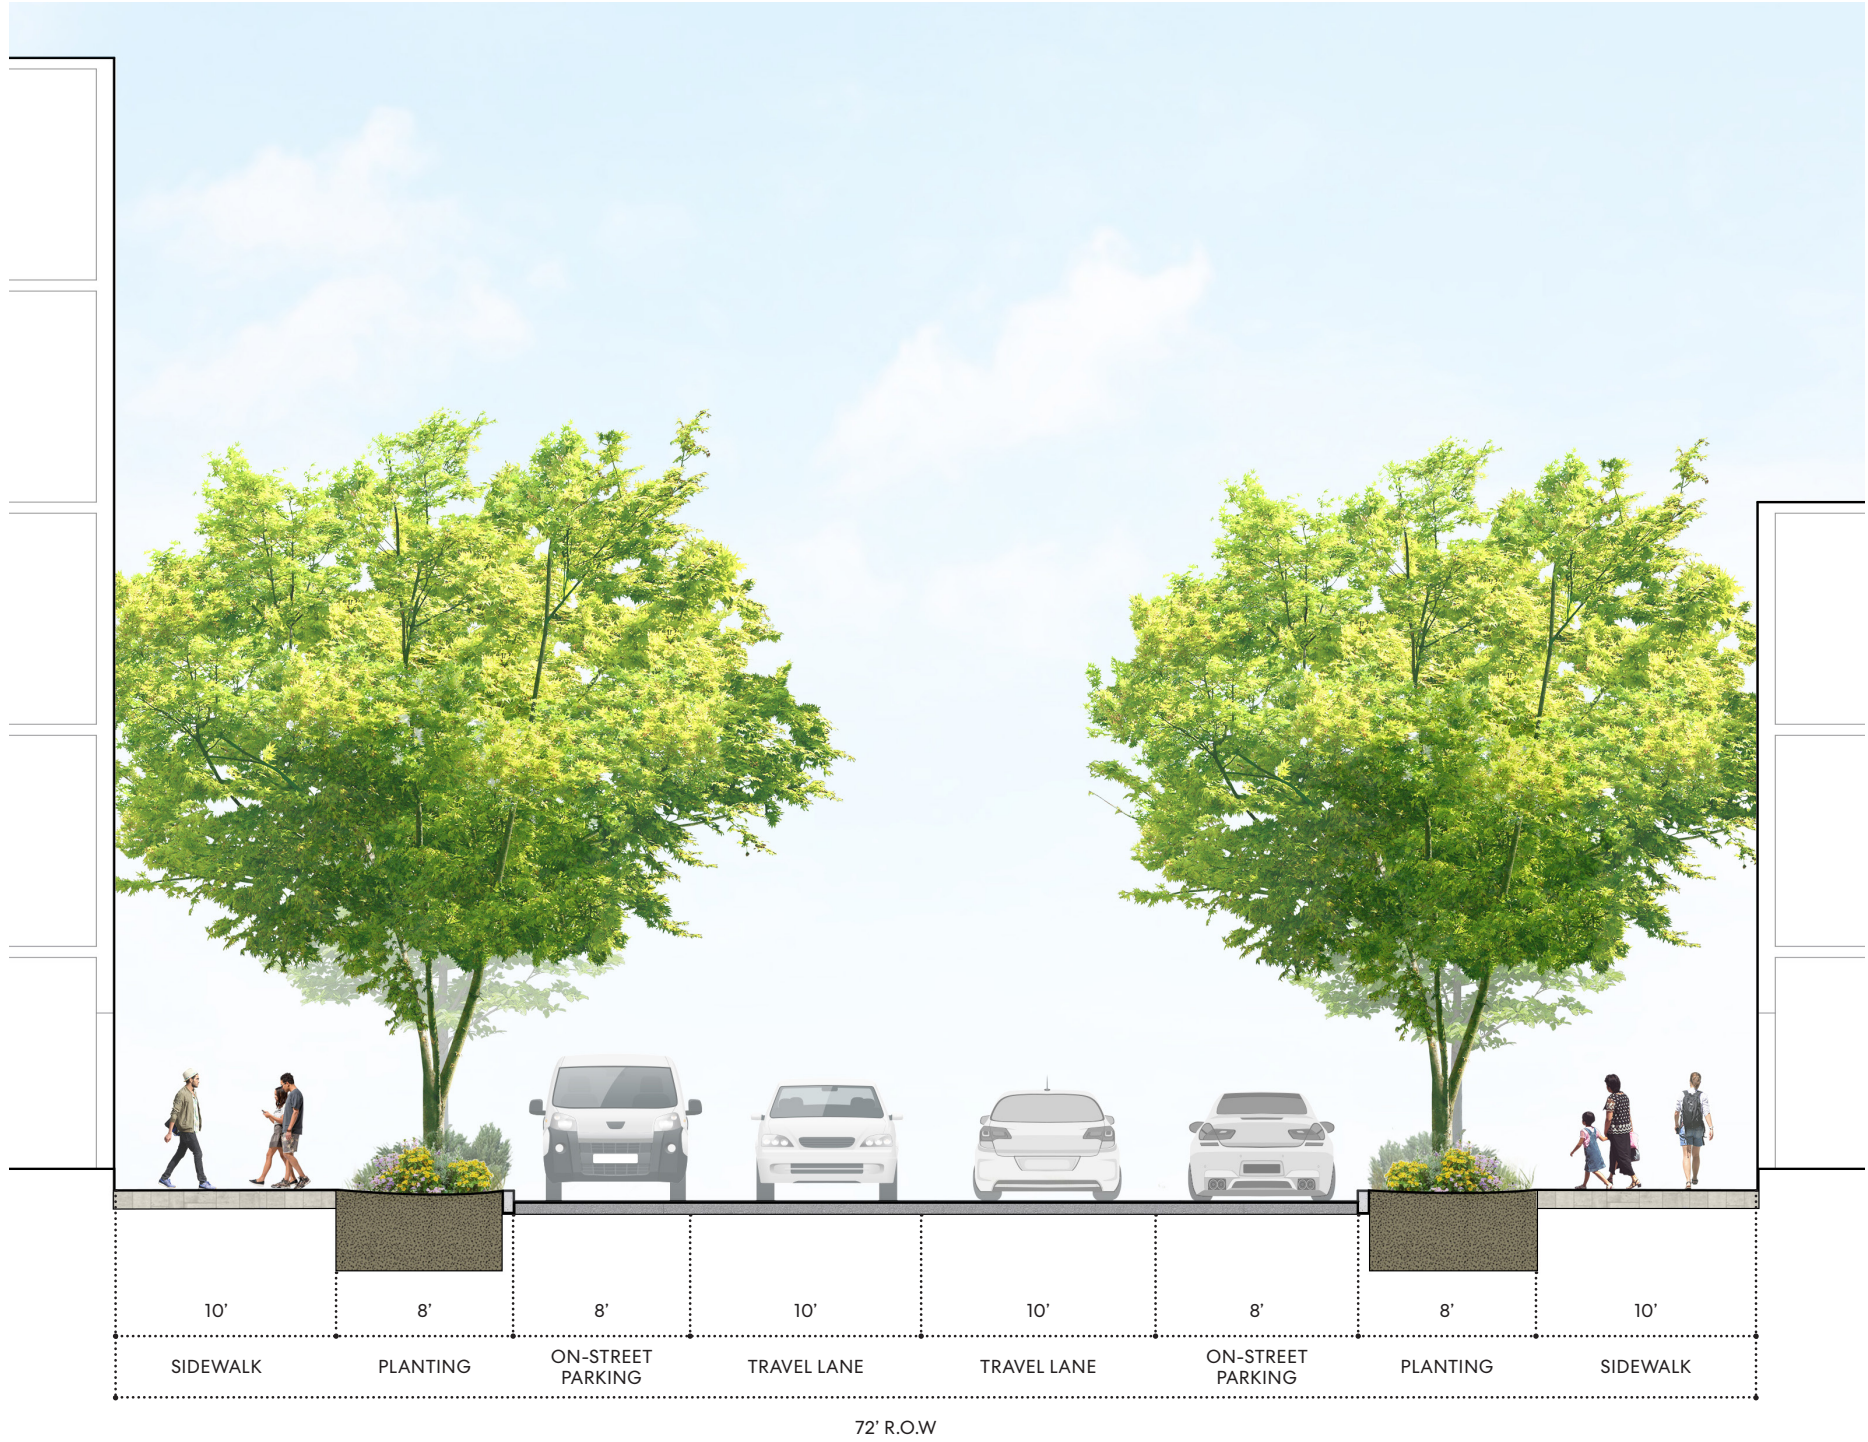 10’ 8’ 8’ 10’ 10’ 8’ 8’ 10’
SIDEWALK PLANTING ON-STREET PARKING TRAVEL LANE TRAVEL LANE ON-STREET PARKING PLANTING SIDEWALK
72’ R.O.W